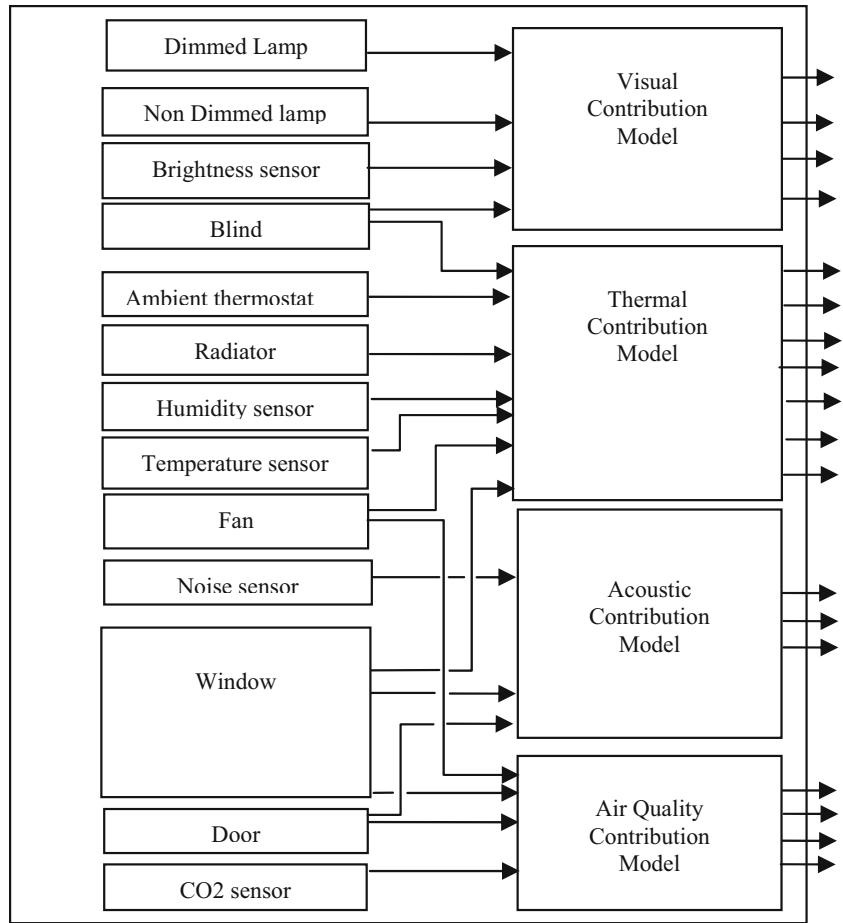 Dimmed Lamp
Non Dimmed lamp
Brightness sensor
Blind
Ambient thermostat
Radiator
Humidity sensor
Temperature sensor
Fan
Noise sensor
Window
Door
CO2 sensor
Visual
Contribution
Model
Thermal
Contribution
Model
Acoustic
Contribution
Model
Air Quality
Contribution
Model